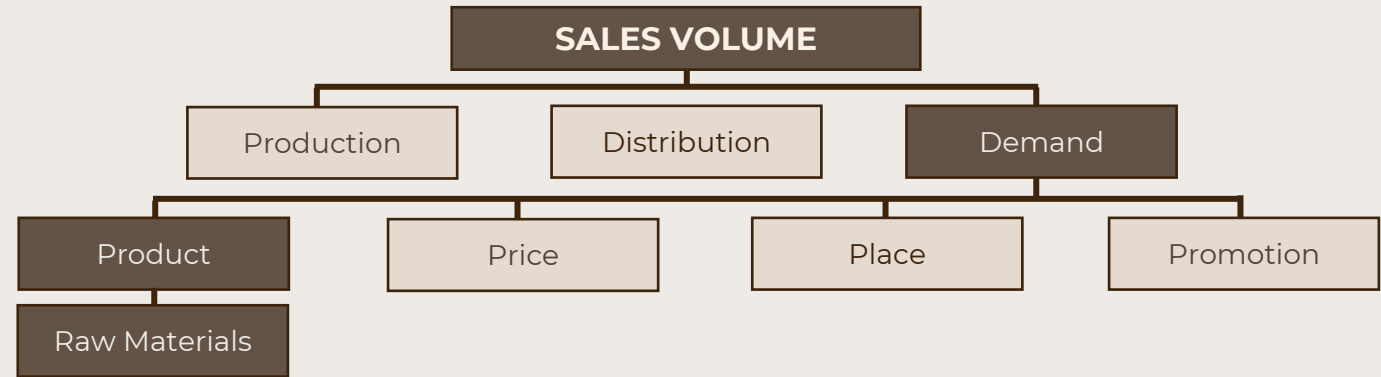 SALES VOLUME
Production
Distribution
Demand
Product
Price
Place
Promotion
Raw Materials